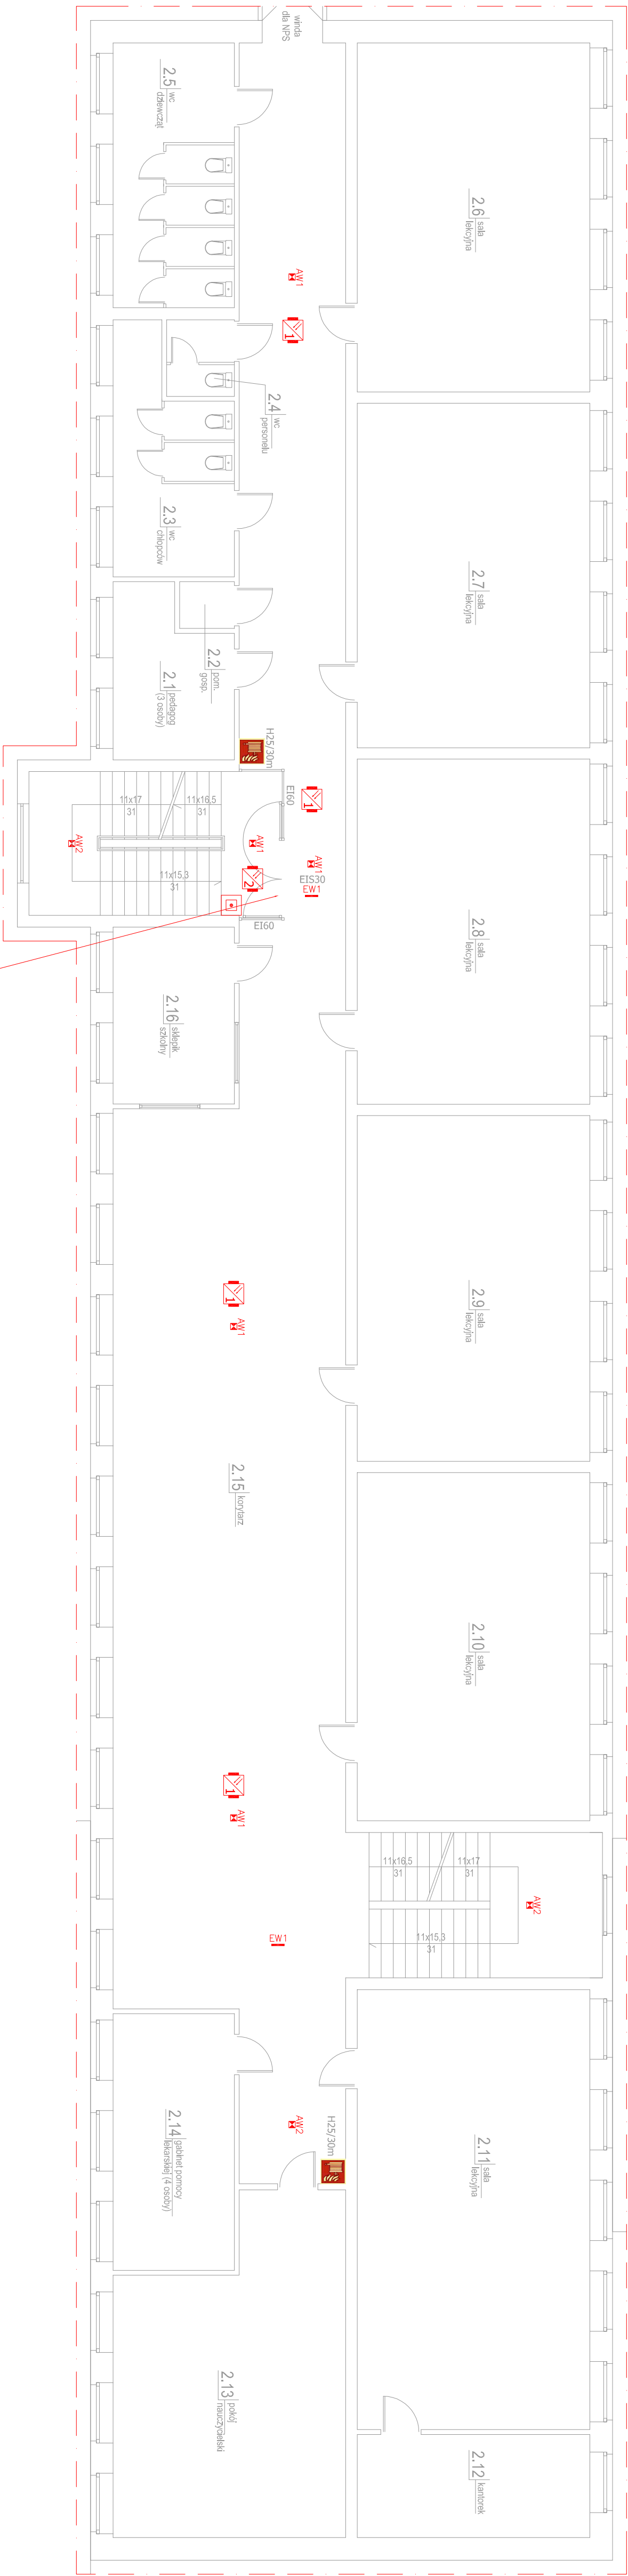 winda
dla NPS
2.5 wc
dziewcząt
2.6 sala
lekcyjna
AW1
1
2.4 wc
personelu
2.3 wc
chłopców
2.7 sala
lekcyjna
2.2 pom.
gosp.
2.1 pedagog
(3 osoby)
H25/30m
EI60
11x17
31
11x16,5
31
1
AW2
AW1
AW1
11x15,3
31
2
EIS30
EW1
EI60
2.8 sala
lekcyjna
2.16 sklepik
szkolny
1
AW1
2.9 sala
lekcyjna
2.15 korytarz
2.10 sala
lekcyjna
1
AW1
11x16,5
31
11x17
31
AW2
11x15,3
31
EW1
AW2
H25/30m
2.14 gabinet pomocy
lekarskiej (4 osoby)
2.11 sala
lekcyjna
2.13 pokój
nauczycielski
2.12 kantorek